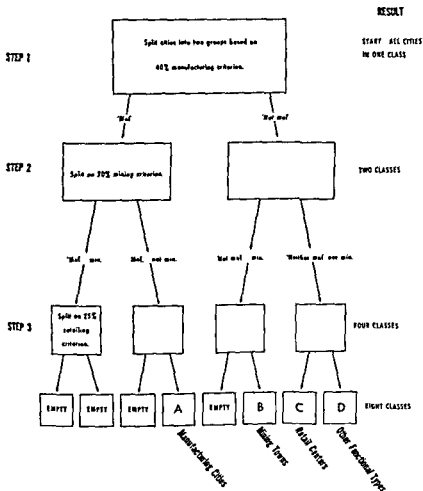 RESULT
STEP 1
Split cities into two groups based on
40% manufacturing criterion.
START ALL CITIES
IN ONE CLASS
Mnf.
Not mnf.
STEP 2
Split on 30% mining criterion.
TWO CLASSES
Mnf. min.
Mnf. not min.
Not mnf. min.
Neither mnf. nor min.
STEP 3
Split on 25%
retailing
criterion.
FOUR CLASSES
EMPTY
EMPTY
EMPTY
A
EMPTY
B
C
D
EIGHT CLASSES
Manufacturing Cities
Mining Towns
Retail Centers
Other Functional Types